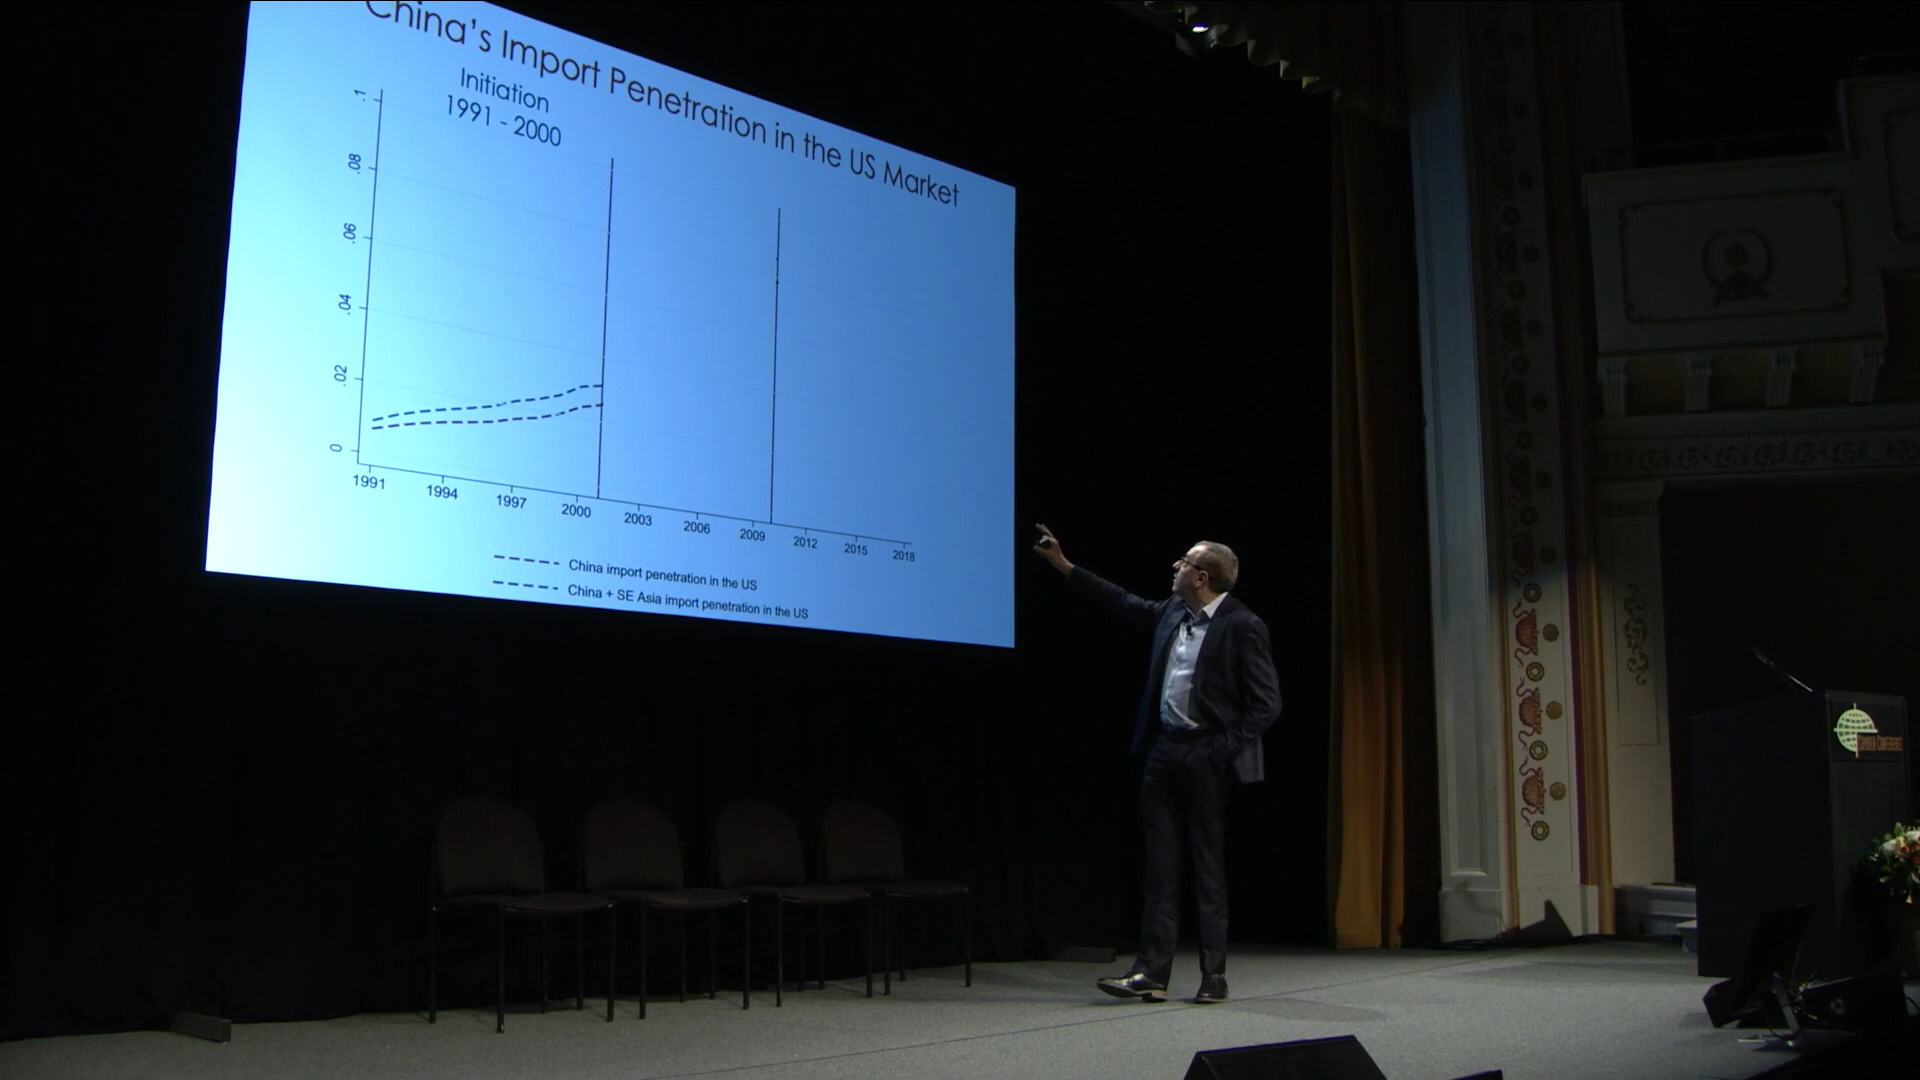 China's Import Penetration in the US Market
Initiation
1991 - 2000
.1
.08
.06
.04
.02
0
1991
1994
1997
2000
2003
2006
2009
2012
2015
2018
China import penetration in the US
China + SE Asia import penetration in the US
CAMDEN CONFERENCE